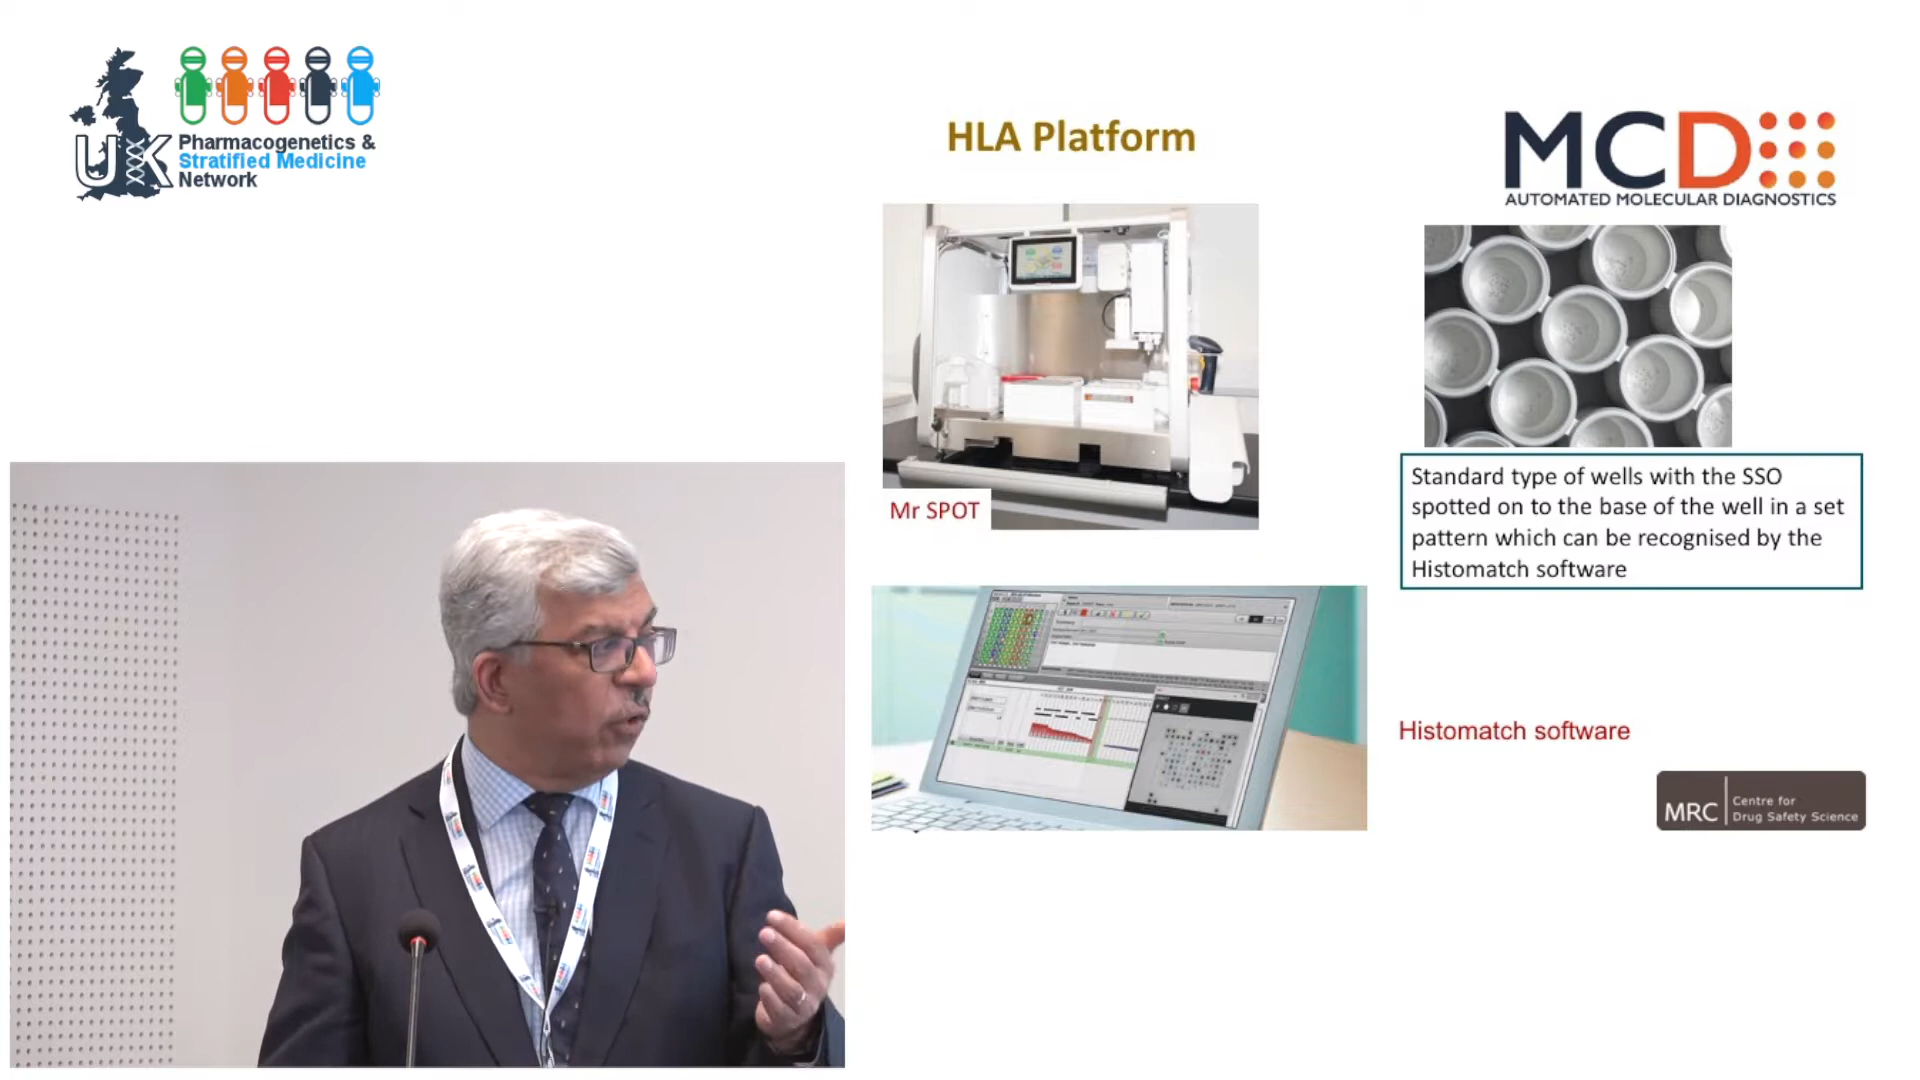 UK
Pharmacogenetics &
Stratified Medicine
Network
HLA Platform
MCD
AUTOMATED MOLECULAR DIAGNOSTICS
Mr SPOT
Standard type of wells with the SSO
spotted on to the base of the well in a set
pattern which can be recognised by the
Histomatch software
Histomatch software
MRC
Centre for
Drug Safety Science